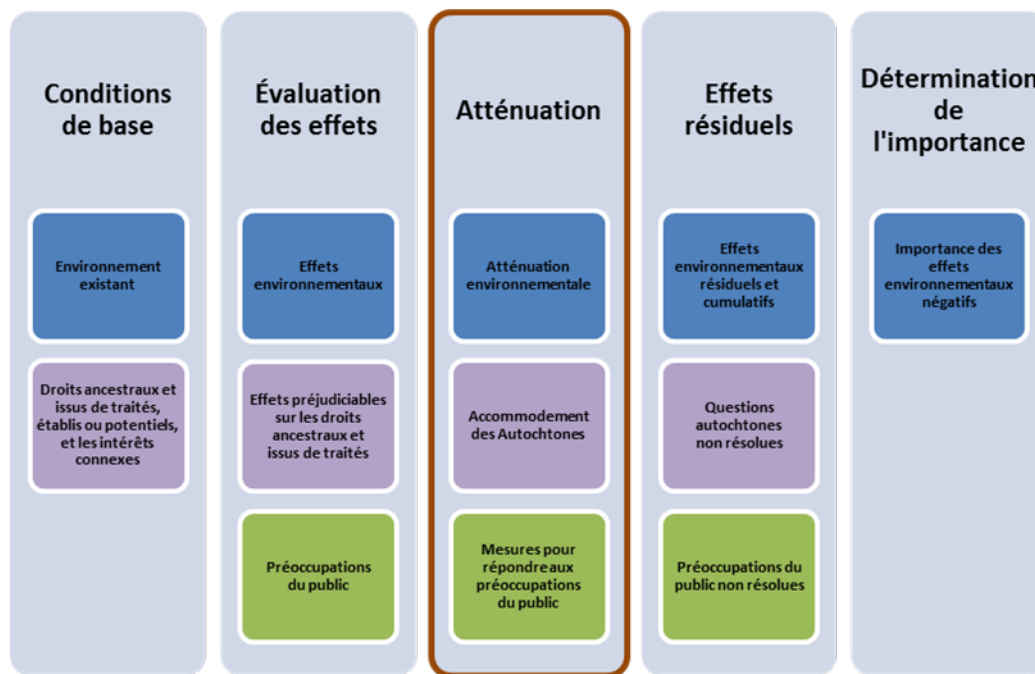 Conditions
de base
Environnement
existant
Droits ancestraux et
issus de traités,
établis ou potentiels,
et les intérêts
connexes
Évaluation
des effets
Effets
environnementaux
Effets préjudiciables
sur les droits
ancestraux et
issus de traités
Préoccupations
du public
Atténuation
Atténuation
environnementale
Accommodement
des Autochtones
Mesures pour
répondre aux
préoccupations
du public
Effets
résiduels
Effets
environnementaux
résiduels et
cumulatifs
Questions
autochtones
non résolues
Préoccupations du
public non résolues
Détermination
de
l'importance
Importance des
effets
environnementaux
négatifs